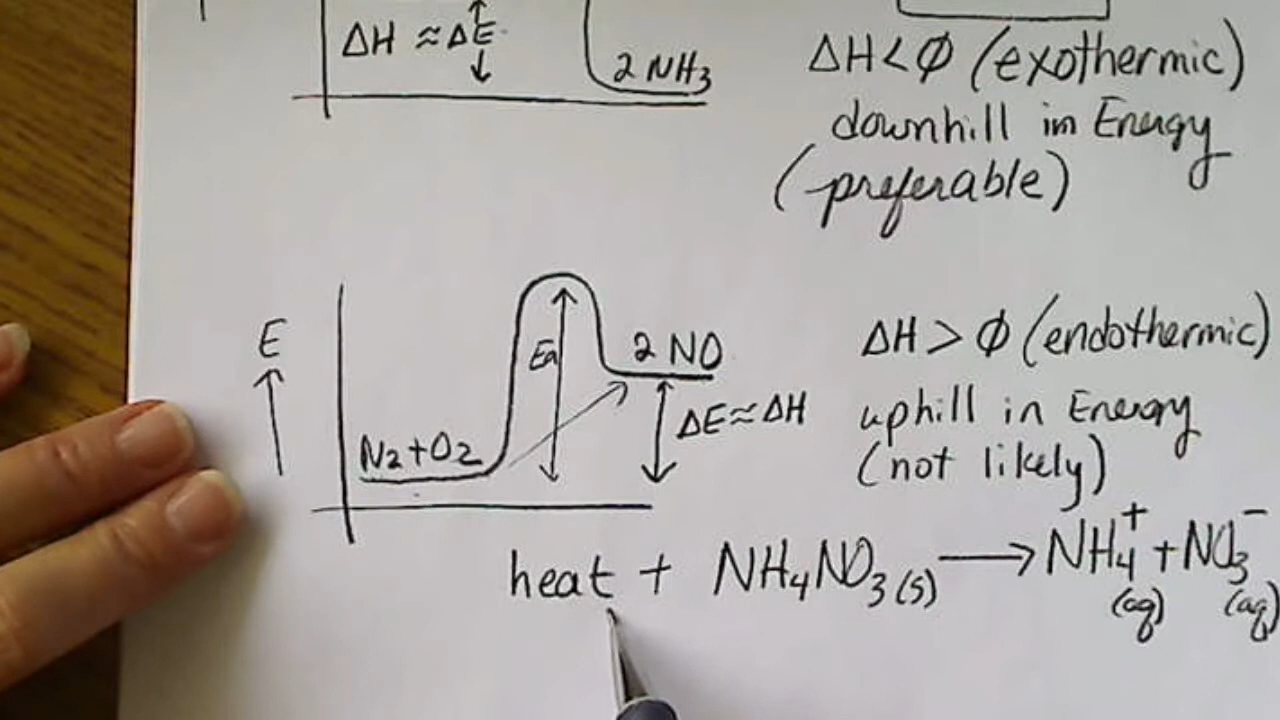 ΔH ≈ ΔE
2 NH₃
ΔH < Ø (exothermic)
downhill in Energy
(preferable)
E
Ea
2 NO
N₂ + O₂
ΔE ≈ ΔH
ΔH > Ø (endothermic)
uphill in Energy
(not likely)
heat + NH₄NO₃(s) ⟶ NH₄⁺(aq) + NO₃⁻(aq)